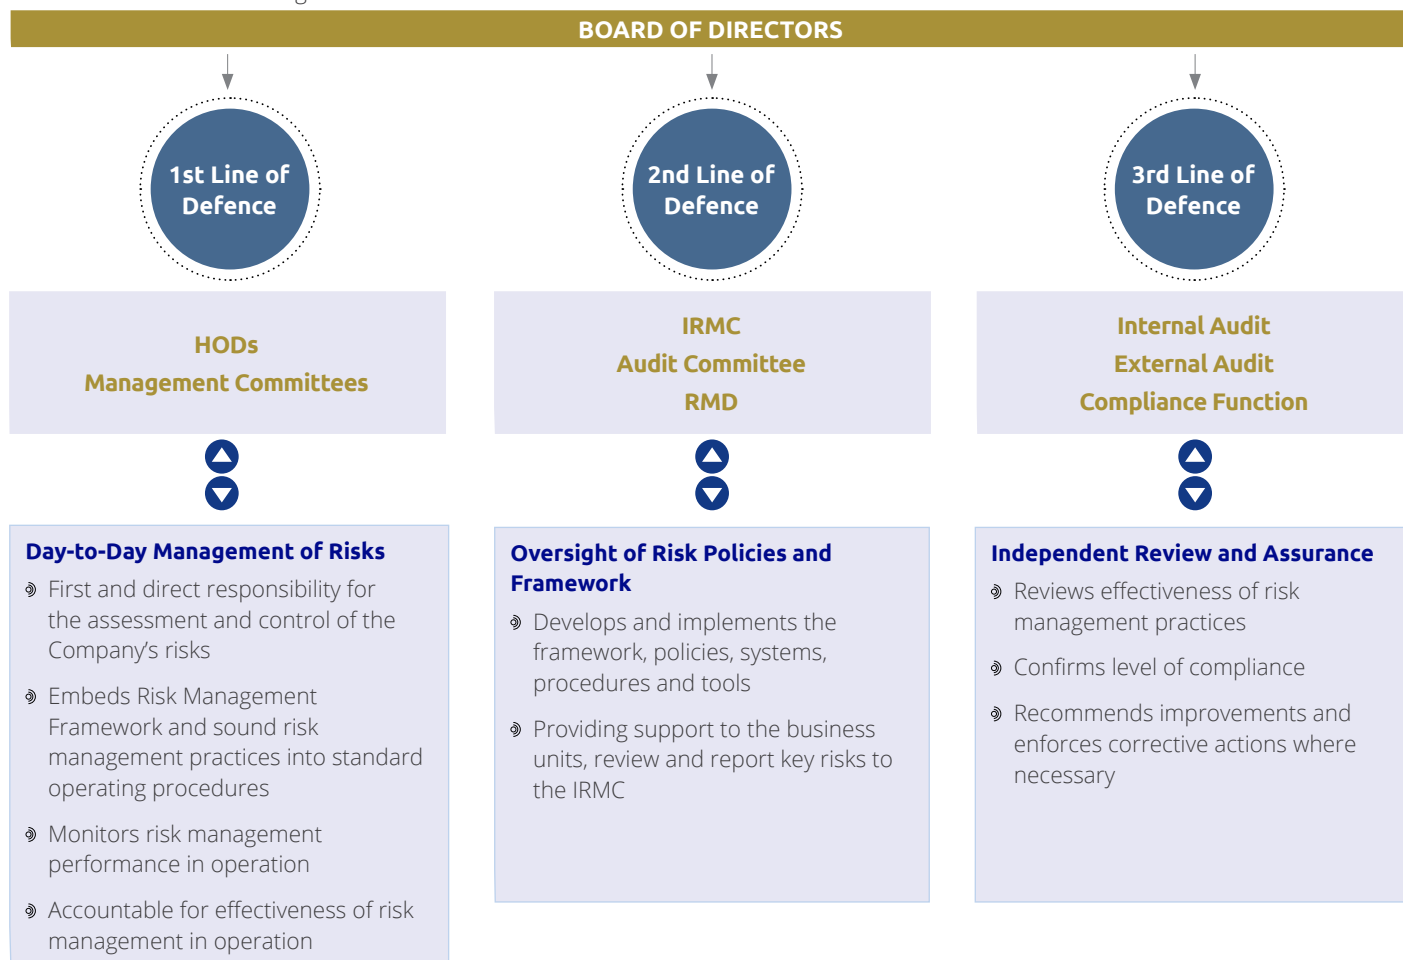 BOARD OF DIRECTORS
1st Line of
Defence
2nd Line of
Defence
3rd Line of
Defence
HODs
Management Committees
IRMC
Audit Committee
RMD
Internal Audit
External Audit
Compliance Function
Day-to-Day Management of Risks
First and direct responsibility for
the assessment and control of the
Company’s risks
Embeds Risk Management
Framework and sound risk
management practices into standard
operating procedures
Monitors risk management
performance in operation
Accountable for effectiveness of risk
management in operation
Oversight of Risk Policies and
Framework
Develops and implements the
framework, policies, systems,
procedures and tools
Providing support to the business
units, review and report key risks to
the IRMC
Independent Review and Assurance
Reviews effectiveness of risk
management practices
Confirms level of compliance
Recommends improvements and
enforces corrective actions where
necessary